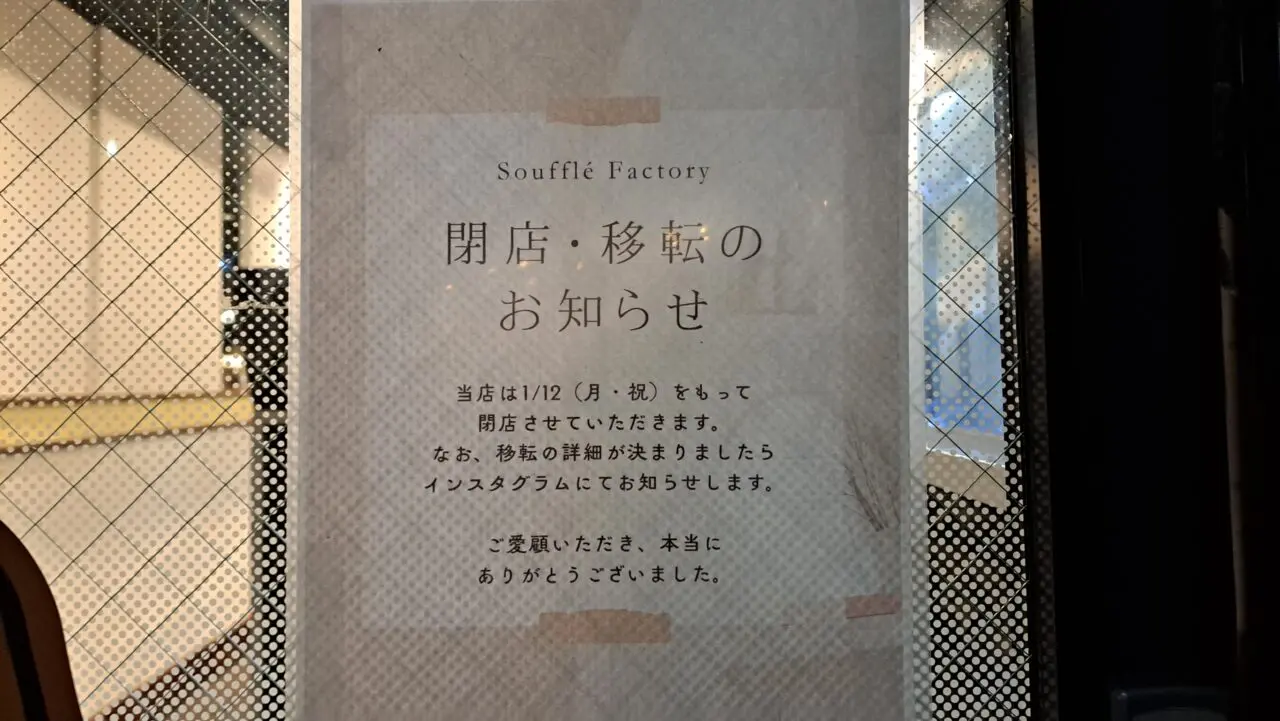 Soufflé Factory
閉店・移転の
お知らせ
当店は1/12（月・祝）をもって
閉店させていただきます。
なお、移転の詳細が決まりましたら
インスタグラムにてお知らせします。
ご愛顧いただき、本当に
ありがとうございました。